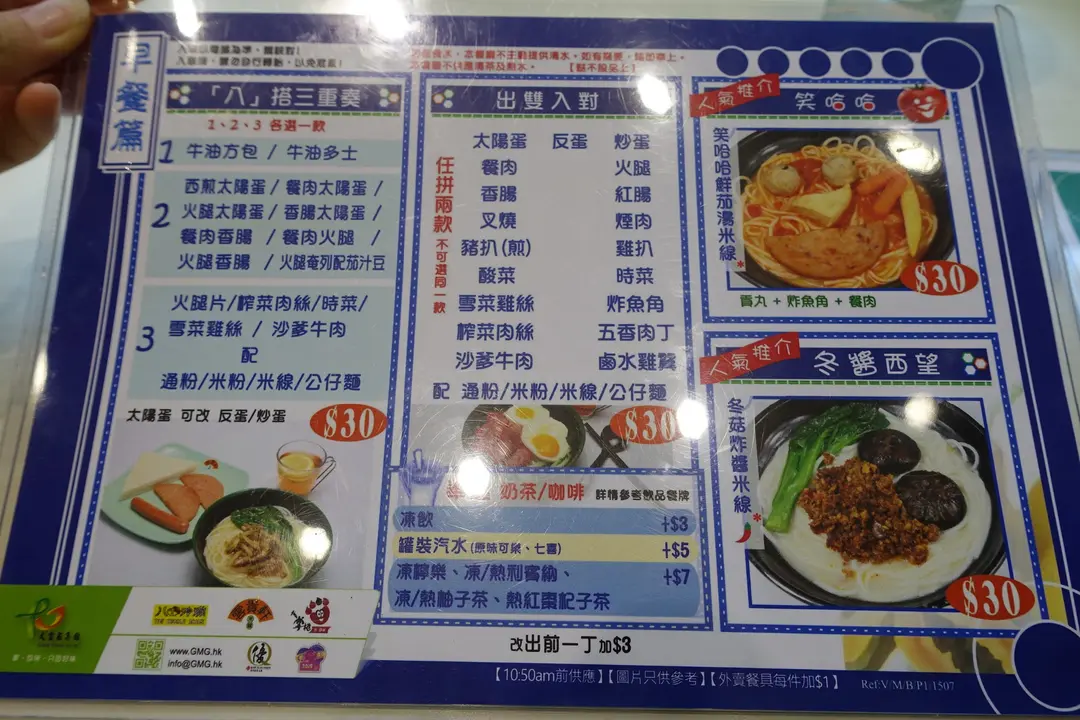 早餐篇
「八」搭三重奏
1、2、3 各選一款
1 牛油方包 / 牛油多士
2
西煎太陽蛋 / 餐肉太陽蛋 /
火腿太陽蛋 / 香腸太陽蛋 /
餐肉香腸 / 餐肉火腿 /
火腿香腸 / 火腿奄列配茄汁豆
3
火腿片/榨菜肉絲/時菜/
雪菜雞絲 / 沙爹牛肉
配
通粉/米粉/米線/公仔麵
太陽蛋 可改 反蛋/炒蛋
$30
出雙入對
任拼兩款 不可選同一款
太陽蛋 反蛋 炒蛋
餐肉 火腿
香腸 紅腸
叉燒 煙肉
豬扒(煎) 雞扒
酸菜 時菜
雪菜雞絲 炸魚角
榨菜肉絲 五香肉丁
沙爹牛肉 鹵水雞髀
配 通粉/米粉/米線/公仔麵
$30
奶茶/咖啡 詳情參考飲品餐牌
凍飲 +$3
罐裝汽水 (原味可樂、七喜) +$5
凍檸樂、凍/熱利賓納、 +$7
凍/熱柚子茶、熱紅棗杞子茶
改出前一丁加$3
人氣推介
笑哈哈
笑哈哈鮮茄湯米線*
$30
貢丸 + 炸魚角 + 餐肉
人氣推介
冬醬西望
冬菇炸醬米線*
$30
www.GMG.hk
info@GMG.hk
【10:50am前供應】【圖片只供參考】【外賣餐具每件加$1】
Ref:V/M/B/P1/1507